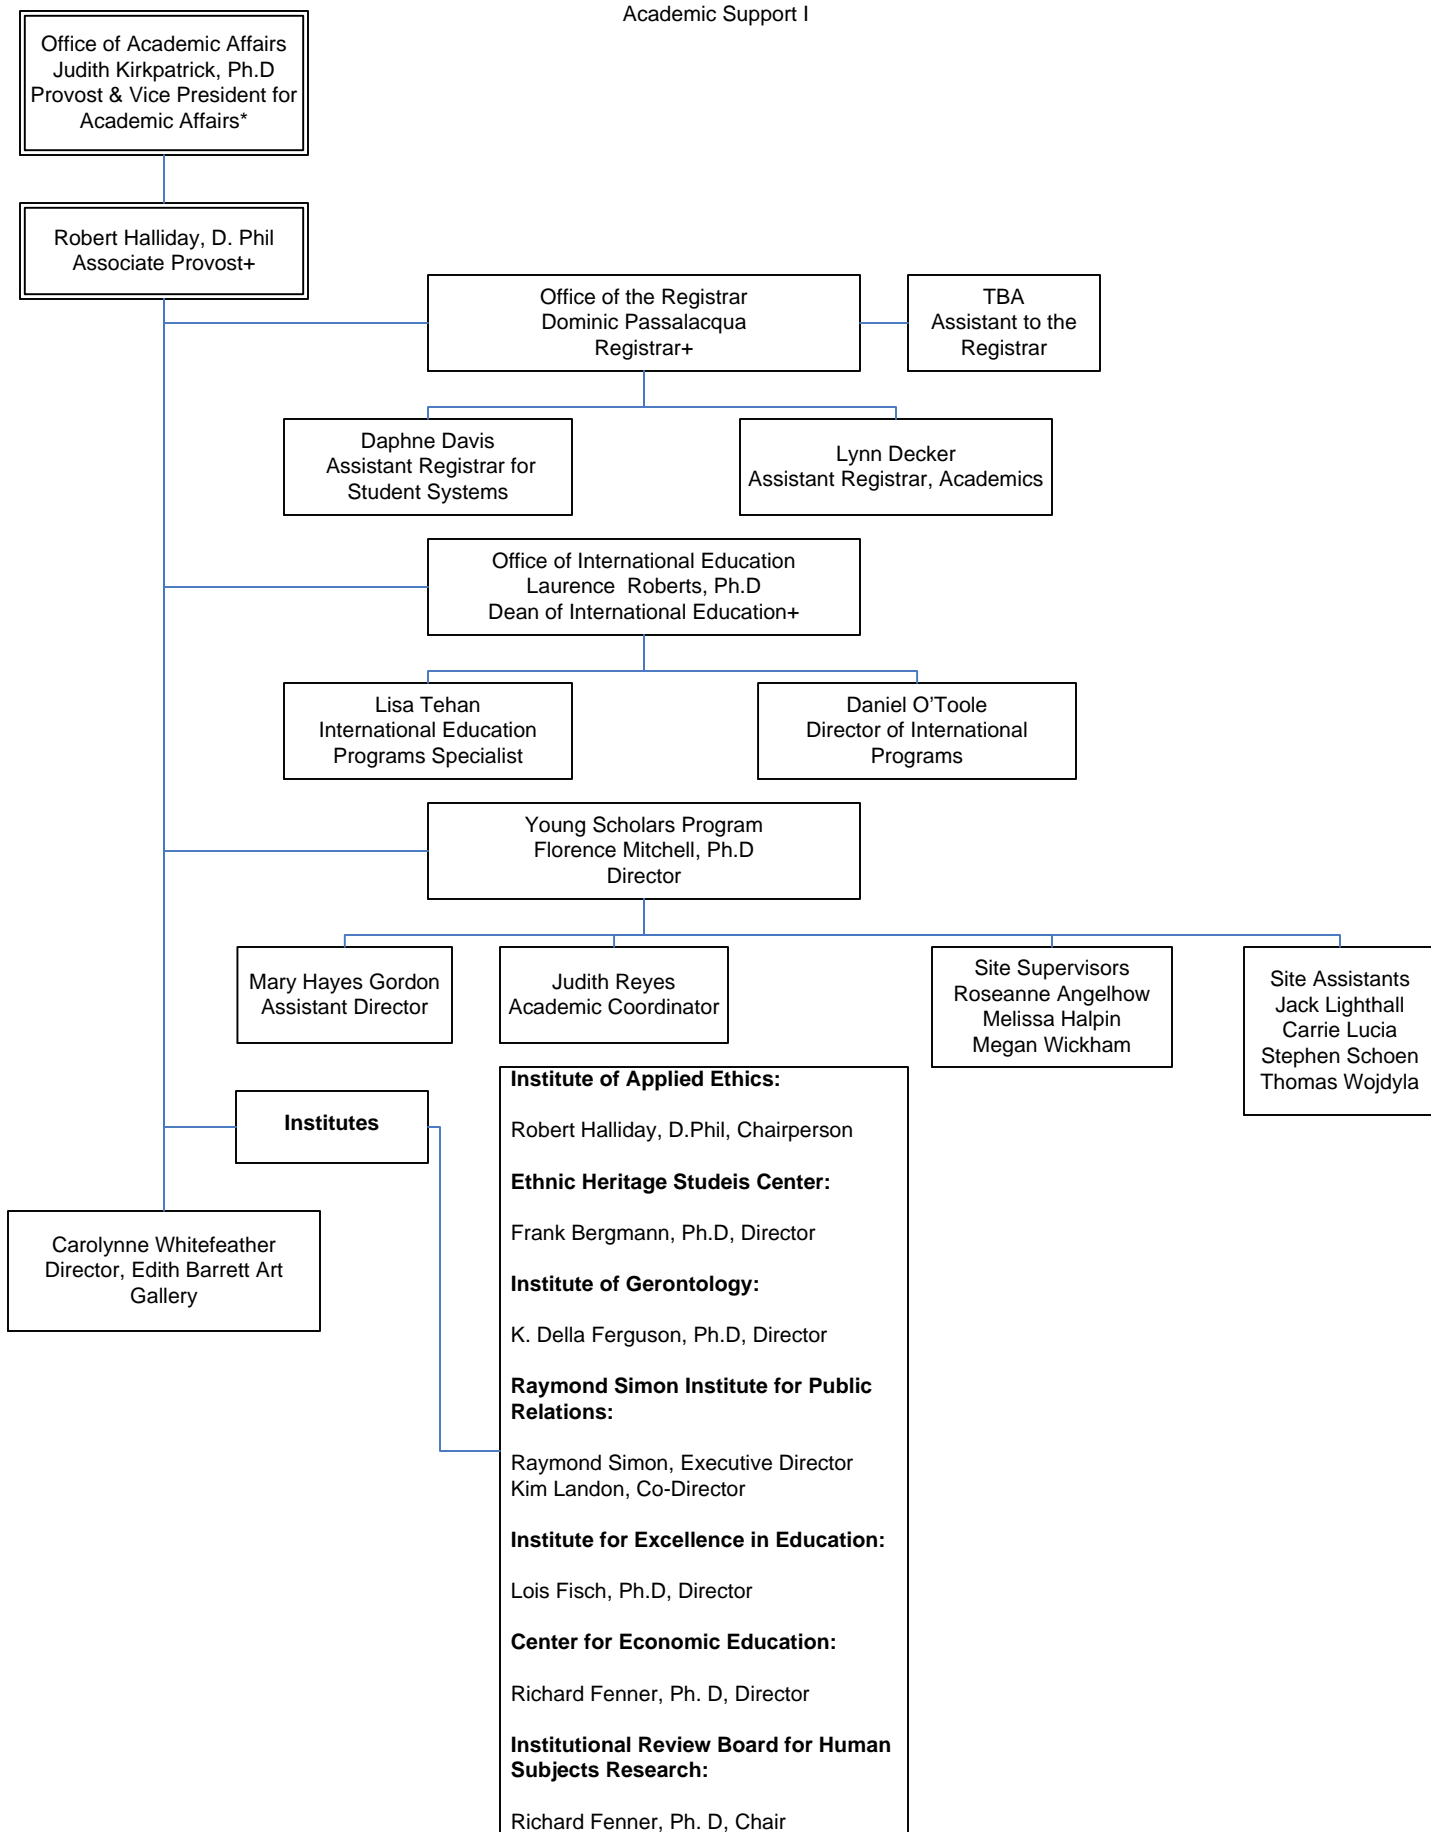 Academic Support I
Office of Academic Affairs
Judith Kirkpatrick, Ph.D
Provost & Vice President for
Academic Affairs*
Robert Halliday, D. Phil
Associate Provost+
Office of the Registrar
Dominic Passalacqua
Registrar+
TBA
Assistant to the
Registrar
Daphne Davis
Assistant Registrar for
Student Systems
Lynn Decker
Assistant Registrar, Academics
Office of International Education
Laurence  Roberts, Ph.D
Dean of International Education+
Lisa Tehan
International Education
Programs Specialist
Daniel O'Toole
Director of International
Programs
Young Scholars Program
Florence Mitchell, Ph.D
Director
Mary Hayes Gordon
Assistant Director
Judith Reyes
Academic Coordinator
Site Supervisors
Roseanne Angelhow
Melissa Halpin
Megan Wickham
Site Assistants
Jack Lighthall
Carrie Lucia
Stephen Schoen
Thomas Wojdyla
Institutes
Institute of Applied Ethics:
Robert Halliday, D.Phil, Chairperson
Ethnic Heritage Studeis Center:
Frank Bergmann, Ph.D, Director
Institute of Gerontology:
K. Della Ferguson, Ph.D, Director
Raymond Simon Institute for Public
Relations:
Raymond Simon, Executive Director
Kim Landon, Co-Director
Institute for Excellence in Education:
Lois Fisch, Ph.D, Director
Center for Economic Education:
Richard Fenner, Ph. D, Director
Institutional Review Board for Human
Subjects Research:
Richard Fenner, Ph. D, Chair
Carolynne Whitefeather
Director, Edith Barrett Art
Gallery